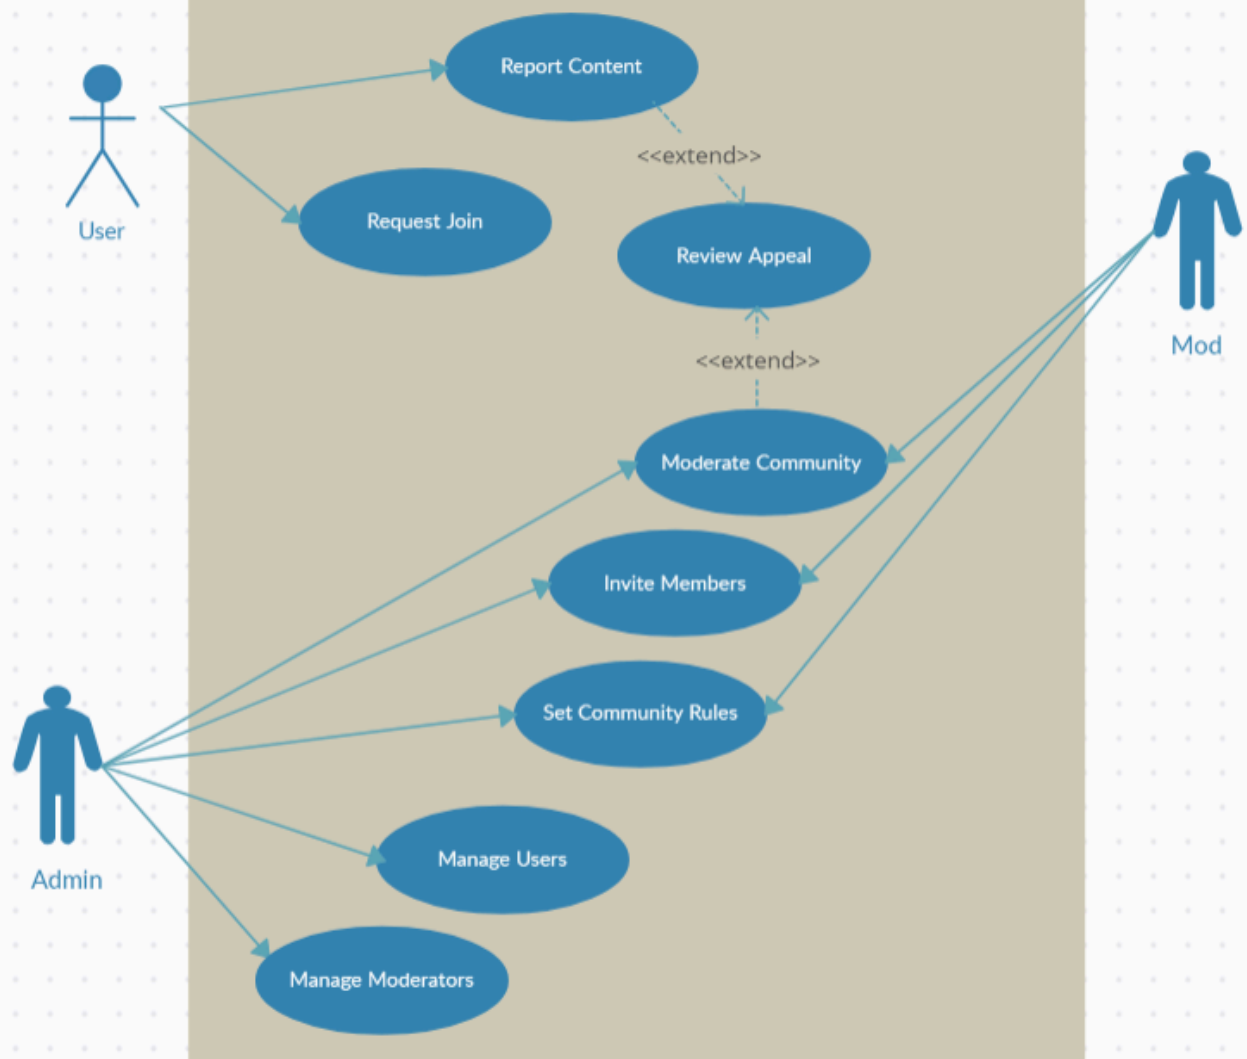 Report Content
<<extend>>
User
Request Join
Review Appeal
Mod
<<extend>>
Moderate Community
Invite Members
Set Community Rules
Manage Users
Admin
Manage Moderators